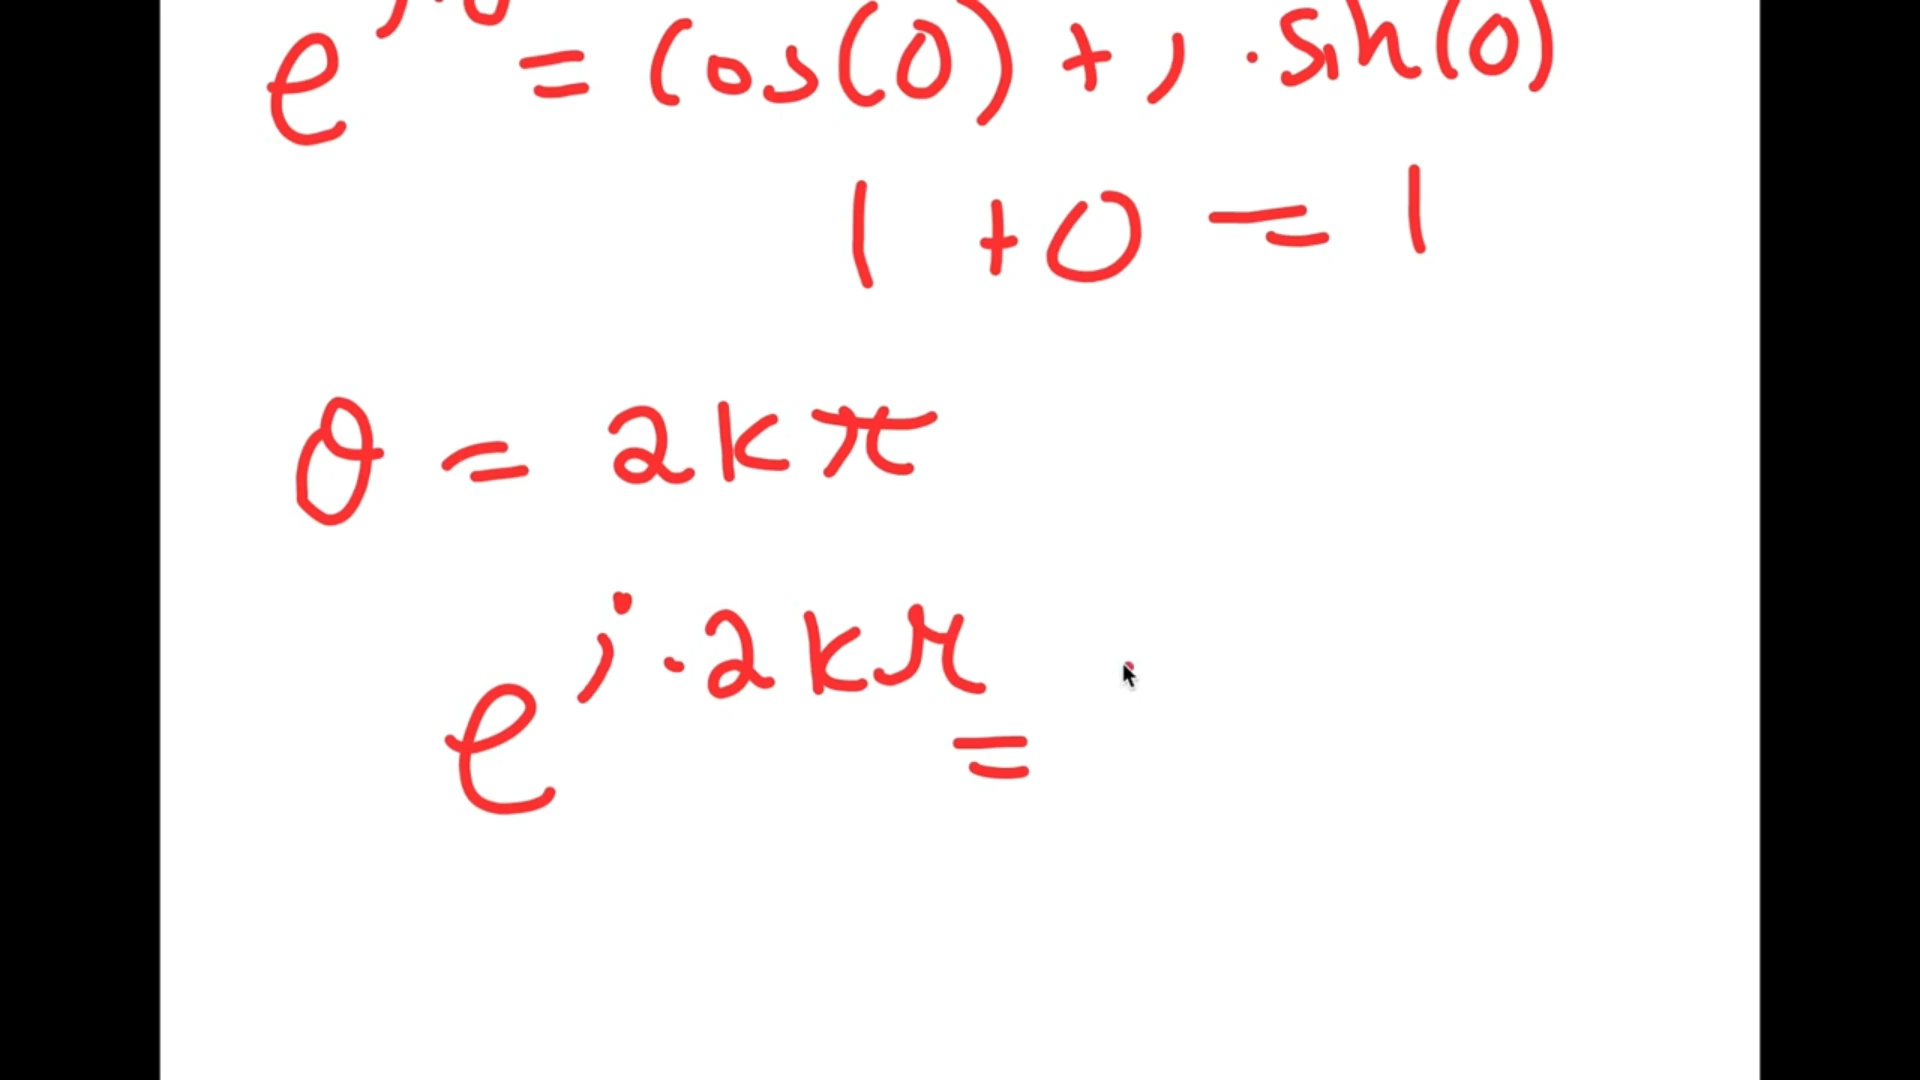 e^{j·0} = cos(0) + j·sin(0)
1 + 0 = 1
θ = 2kπ
e^{j·2kπ} =